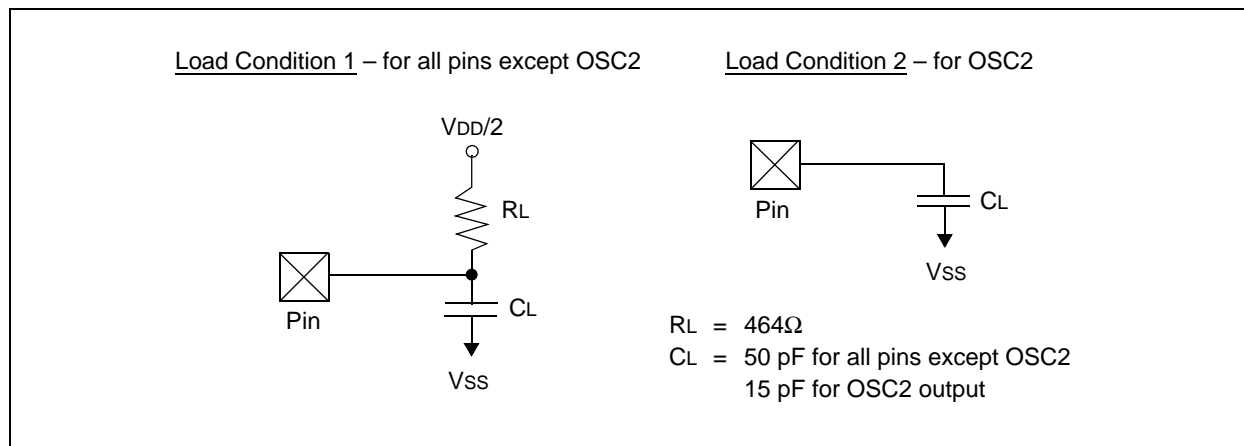 Load Condition 1 – for all pins except OSC2
VDD/2
RL
Pin
CL
VSS
Load Condition 2 – for OSC2
Pin
CL
VSS
RL = 464Ω
CL = 50 pF for all pins except OSC2
15 pF for OSC2 output